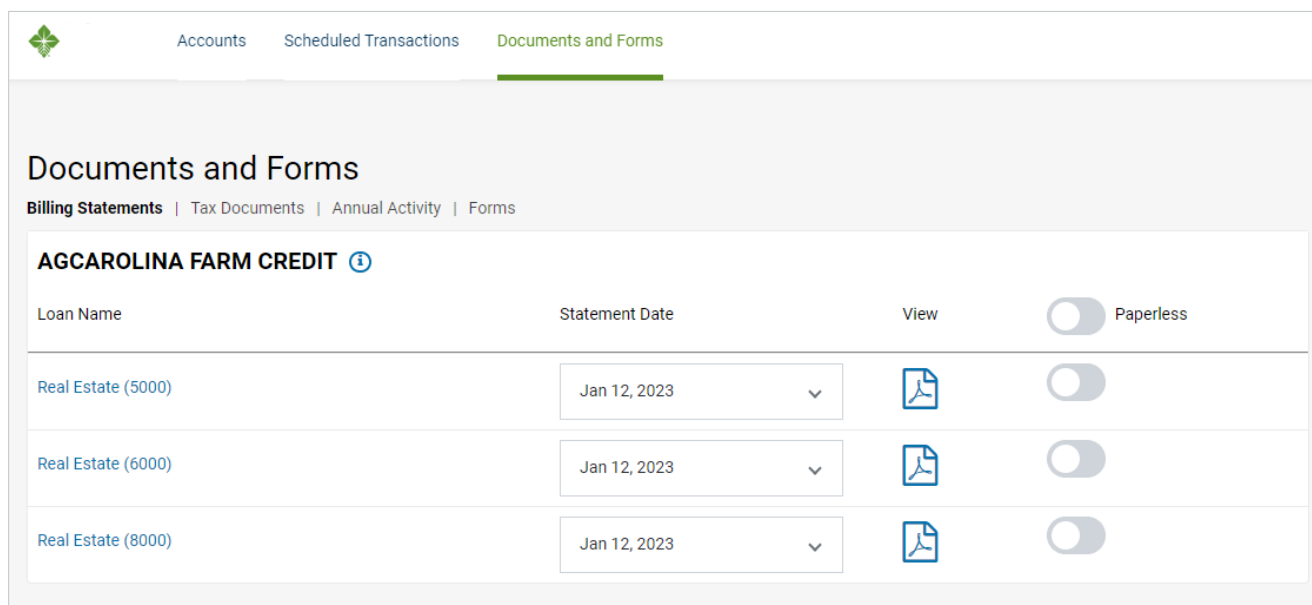 Accounts Scheduled Transactions Documents and Forms
Documents and Forms
Billing Statements | Tax Documents | Annual Activity | Forms
AGCAROLINA FARM CREDIT
Loan Name Statement Date View Paperless
Real Estate (5000) Jan 12, 2023
Real Estate (6000) Jan 12, 2023
Real Estate (8000) Jan 12, 2023